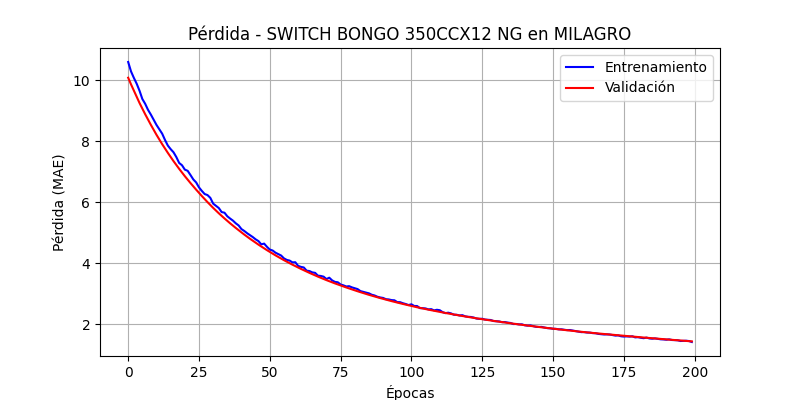 Pérdida - SWITCH BONGO 350CCX12 NG en MILAGRO
Entrenamiento
Validación
Pérdida (MAE)
10
8
6
4
2
0 25 50 75 100 125 150 175 200
Épocas